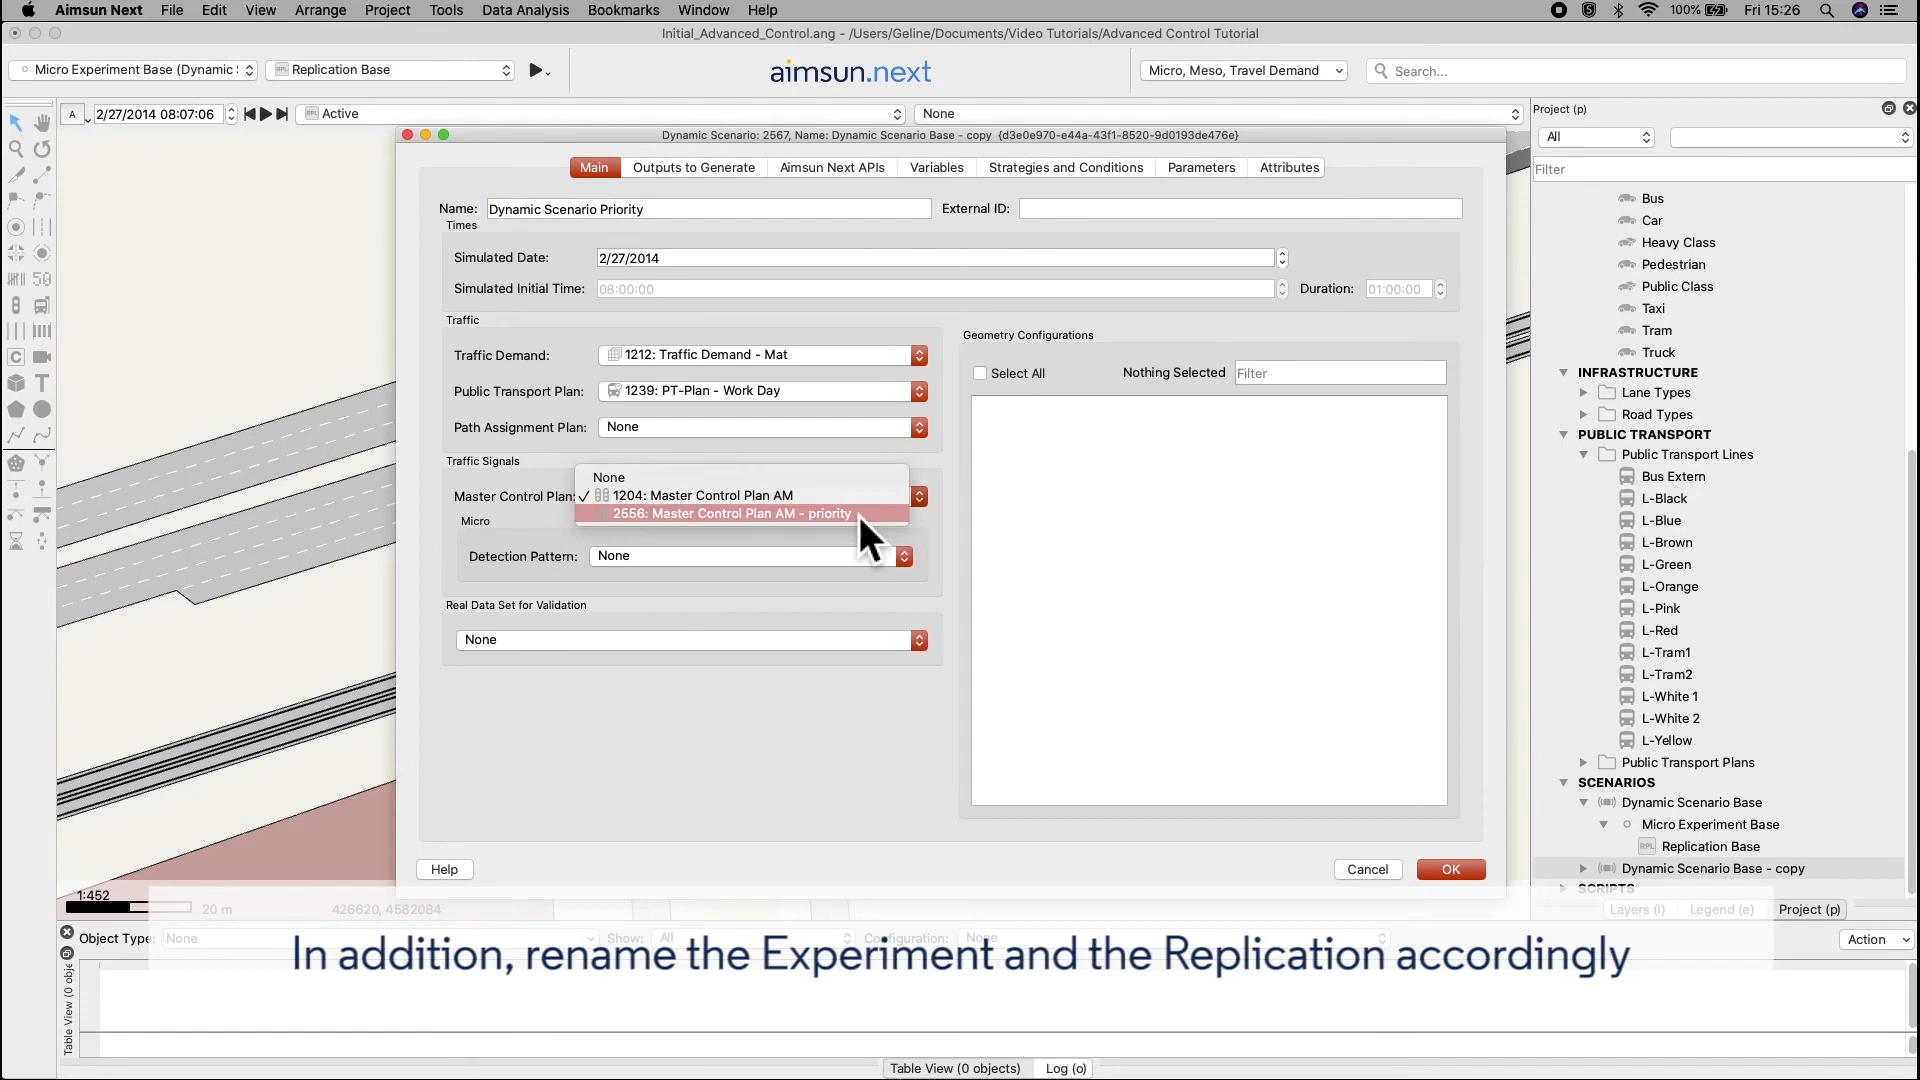 Aimsun Next File Edit View Arrange Project Tools Data Analysis Bookmarks Window Help
100% Fri 15:26
Initial_Advanced_Control.ang - /Users/Geline/Documents/Video Tutorials/Advanced Control Tutorial
Micro Experiment Base (Dynamic
Replication Base
aimsun.next
Micro, Meso, Travel Demand
Search...
A
2/27/2014 08:07:06
Active
None
Project (p)
All
Filter
Dynamic Scenario: 2567, Name: Dynamic Scenario Base - copy {d3e0e970-e44a-43f1-8520-9d0193de476e}
Main Outputs to Generate Aimsun Next APIs Variables Strategies and Conditions Parameters Attributes
Name: Dynamic Scenario Priority External ID:
Times
Simulated Date: 2/27/2014
Simulated Initial Time: 08:00:00 Duration: 01:00:00
Traffic
Traffic Demand: 1212: Traffic Demand - Mat
Public Transport Plan: 1239: PT-Plan - Work Day
Path Assignment Plan: None
Traffic Signals
Master Control Plan:
None
✓ 1204: Master Control Plan AM
2556: Master Control Plan AM - priority
Micro
Detection Pattern: None
Real Data Set for Validation
None
Geometry Configurations
Select All Nothing Selected Filter
Help Cancel OK
Bus
Car
Heavy Class
Pedestrian
Public Class
Taxi
Tram
Truck
INFRASTRUCTURE
Lane Types
Road Types
PUBLIC TRANSPORT
Public Transport Lines
Bus Extern
L-Black
L-Blue
L-Brown
L-Green
L-Orange
L-Pink
L-Red
L-Tram1
L-Tram2
L-White 1
L-White 2
L-Yellow
Public Transport Plans
SCENARIOS
Dynamic Scenario Base
Micro Experiment Base
RPL Replication Base
Dynamic Scenario Base - copy
SCRIPTS
Layers (l) Legend (e) Project (p)
1:452
20 m
426620, 4582084
Object Type: None Show: All Configuration: None Action
In addition, rename the Experiment and the Replication accordingly
Table View (0 obje
Table View (0 objects) Log (o)